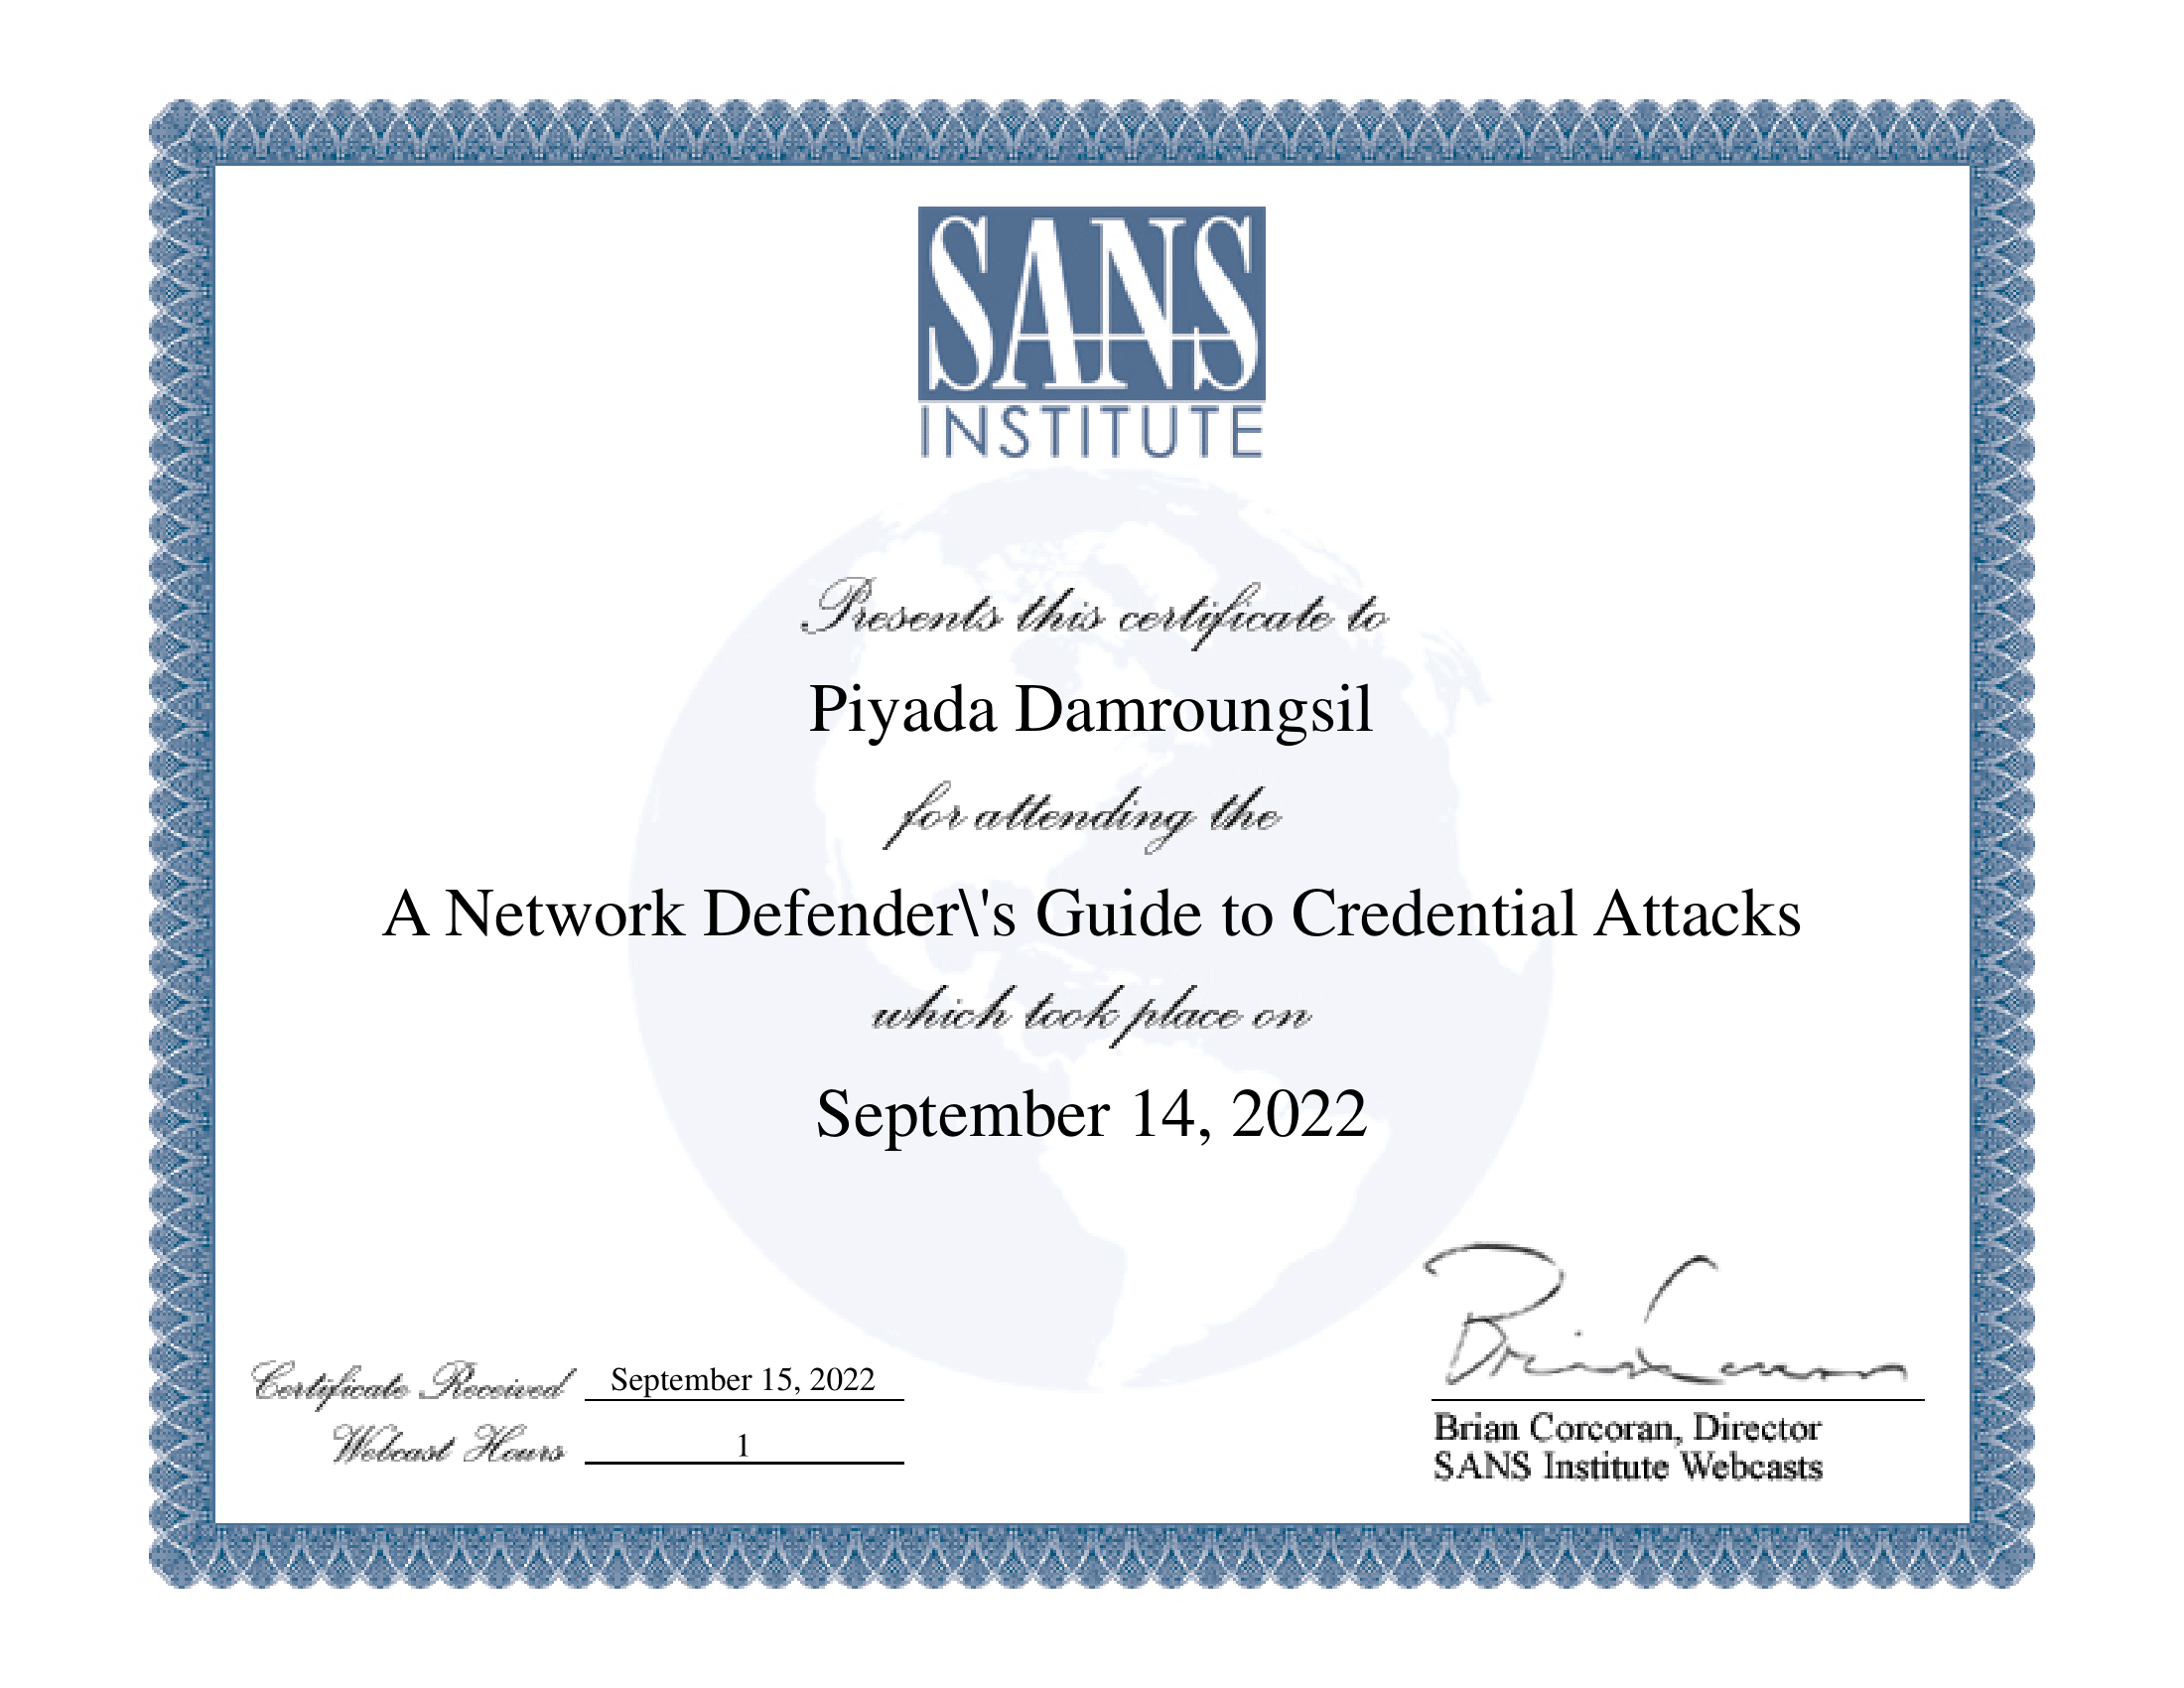 SANS
INSTITUTE
Presents this certificate to
Piyada Damroungsil
for attending the
A Network Defender\'s Guide to Credential Attacks
which took place on
September 14, 2022
Certificate Received September 15, 2022
Webcast Hours 1
Brian Corcoran
Brian Corcoran, Director
SANS Institute Webcasts